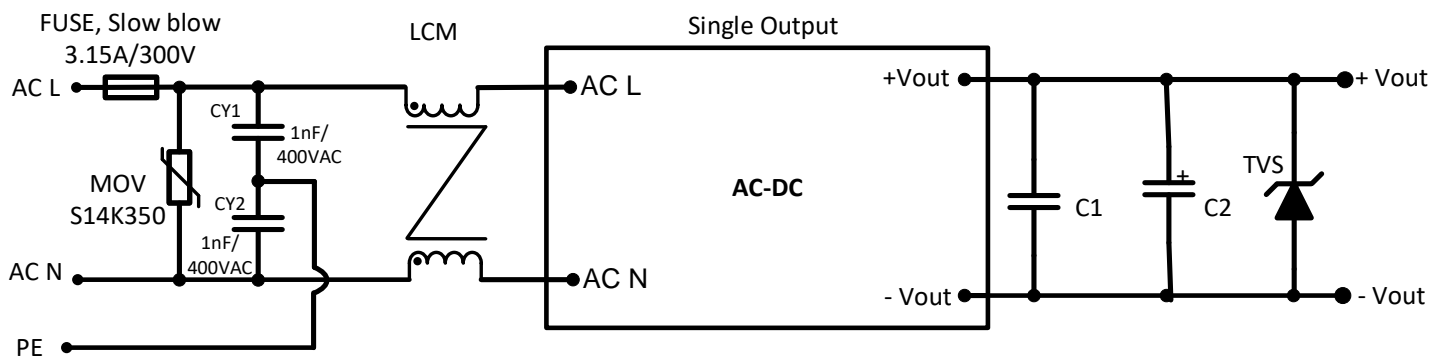 FUSE, Slow blow
3.15A/300V
LCM
Single Output
AC L
AC L
+Vout
+ Vout
CY1
1nF/
400VAC
MOV
S14K350
CY2
1nF/
400VAC
AC-DC
C1
+
C2
TVS
AC N
AC N
- Vout
- Vout
PE